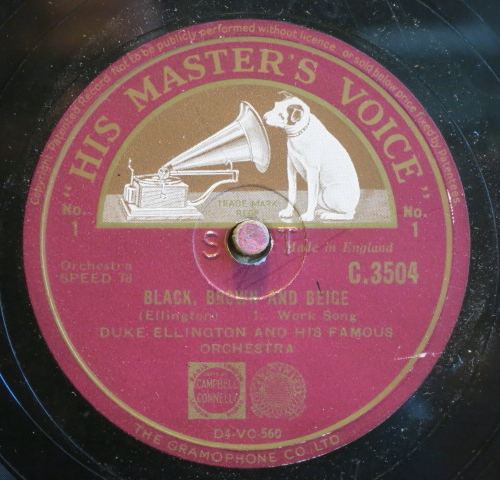 Copyright Patented Record Not to be publicly performed without licence or sold below price fixed by Patentees.
"HIS MASTER'S VOICE"
TRADE MARK
No. 1
No. 1
S T
Made in England
Orchestra
SPEED 78
C.3504
BLACK, BROWN AND BEIGE
(Ellington) 1. Work Song
DUKE ELLINGTON AND HIS FAMOUS
ORCHESTRA
CAMPBELL
CONNELLY
D4-VC-560
THE GRAMOPHONE CO. LTD